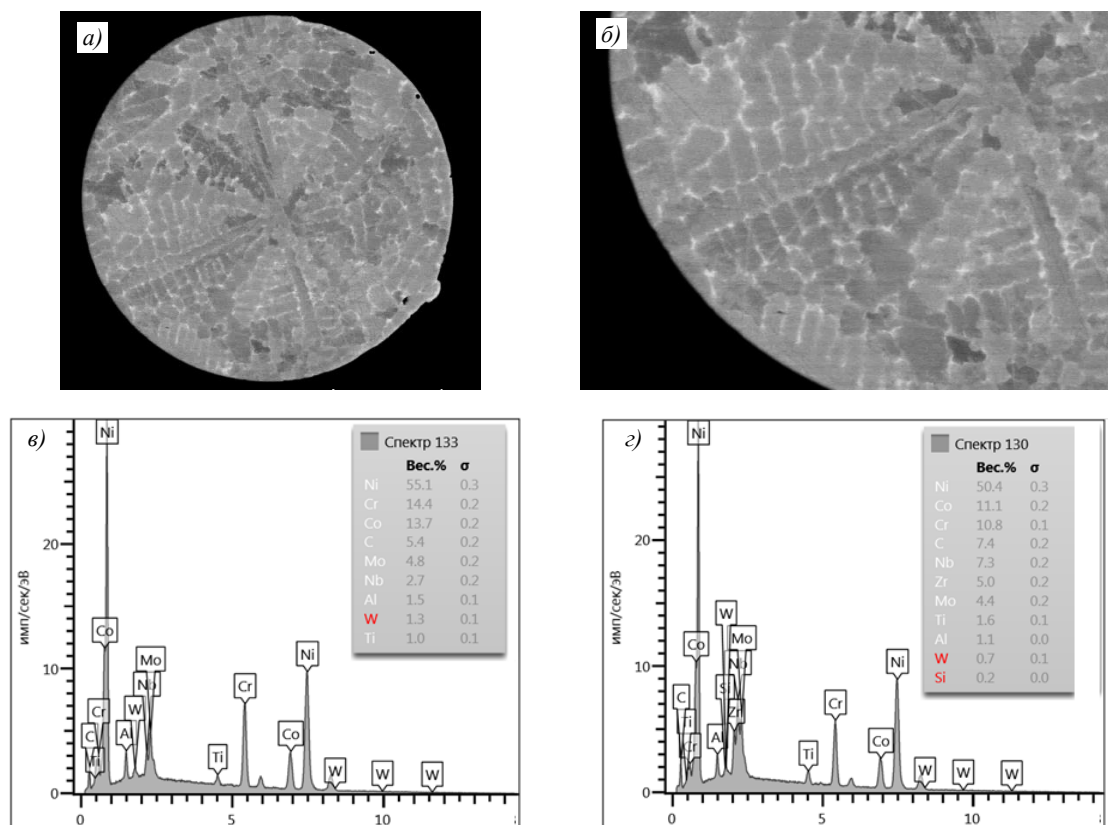 а)
б)
в)
Ni
Спектр 133
Вес.% σ
Ni 55.1 0.3
Cr 14.4 0.2
Co 13.7 0.2
C 5.4 0.2
Mo 4.8 0.2
Nb 2.7 0.2
Al 1.5 0.1
W 1.3 0.1
Ti 1.0 0.1
20
имп/сек/эВ
Co
Mo
10
Ni
Cr
Nb
Cr
W
C
Al
Co
Ti
Ti
W
W
W
0
0
5
10
г)
Ni
Спектр 130
Вес.% σ
Ni 50.4 0.3
Co 11.1 0.2
Cr 10.8 0.1
C 7.4 0.2
Nb 7.3 0.2
Zr 5.0 0.2
Mo 4.4 0.2
Ti 1.6 0.1
Al 1.1 0.0
W 0.7 0.1
Si 0.2 0.0
20
имп/сек/эВ
W
Co
Mo
10
Ni
Nb
C
Si
Cr
Ti
Zr
Al
Co
Cr
Ti
W
W
W
0
0
5
10